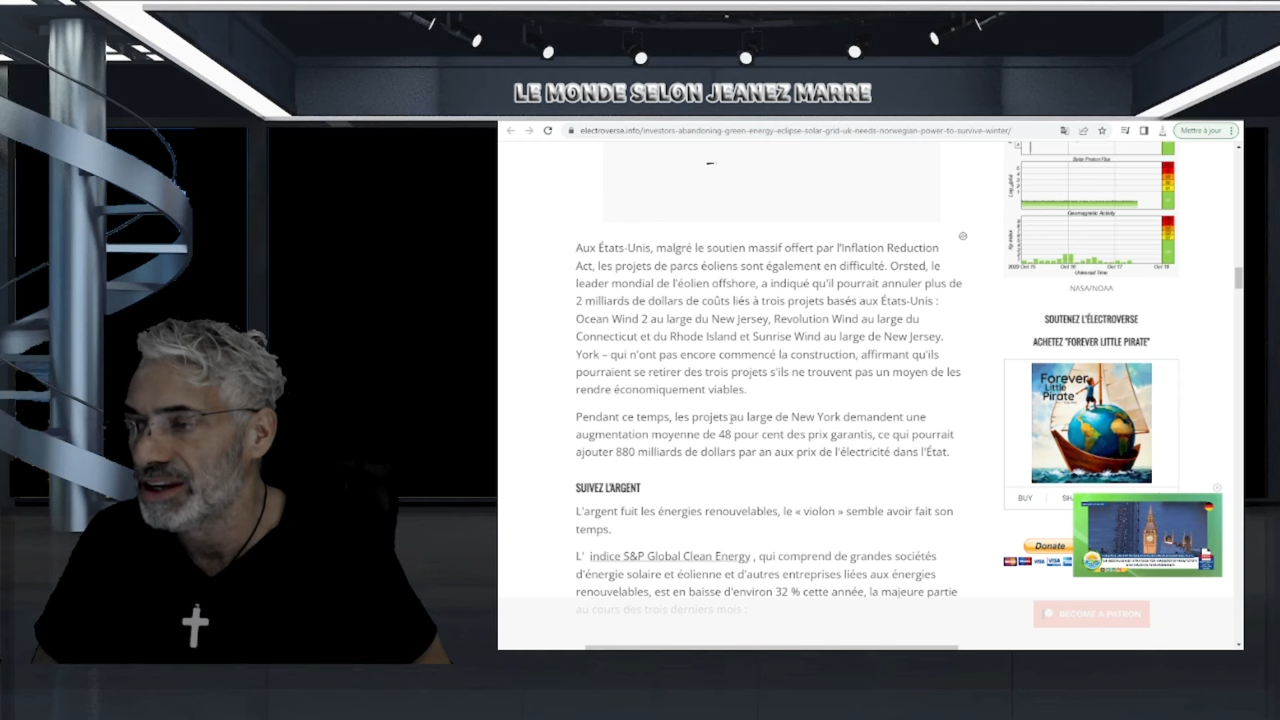 LE MONDE SELON JEANEZ MARRE
electroverse.info/investors-abandoning-green-energy-eclipse-solar-grid-uk-needs-norwegian-power-to-survive-winter/
Mettre à jour
Solar Proton Flux
Geomagnetic Activity
Universal Time
NASA/NOAA
Aux États-Unis, malgré le soutien massif offert par l'Inflation Reduction
Act, les projets de parcs éoliens sont également en difficulté. Orsted, le
leader mondial de l'éolien offshore, a indiqué qu'il pourrait annuler plus de
2 milliards de dollars de coûts liés à trois projets basés aux États-Unis :
Ocean Wind 2 au large du New Jersey, Revolution Wind au large du
Connecticut et du Rhode Island et Sunrise Wind au large de New Jersey.
York – qui n'ont pas encore commencé la construction, affirmant qu'ils
pourraient se retirer des trois projets s'ils ne trouvent pas un moyen de les
rendre économiquement viables.
Pendant ce temps, les projets au large de New York demandent une
augmentation moyenne de 48 pour cent des prix garantis, ce qui pourrait
ajouter 880 milliards de dollars par an aux prix de l'électricité dans l'État.
SUIVEZ L'ARGENT
L'argent fuit les énergies renouvelables, le « violon » semble avoir fait son
temps.
L' indice S&P Global Clean Energy , qui comprend de grandes sociétés
d'énergie solaire et éolienne et d'autres entreprises liées aux énergies
renouvelables, est en baisse d'environ 32 % cette année, la majeure partie
au cours des trois derniers mois :
SOUTENEZ L'ÉLECTROVERSE
ACHETEZ "FOREVER LITTLE PIRATE"
Forever
Little
Pirate
BUY
Donate
VISA
BECOME A PATRON